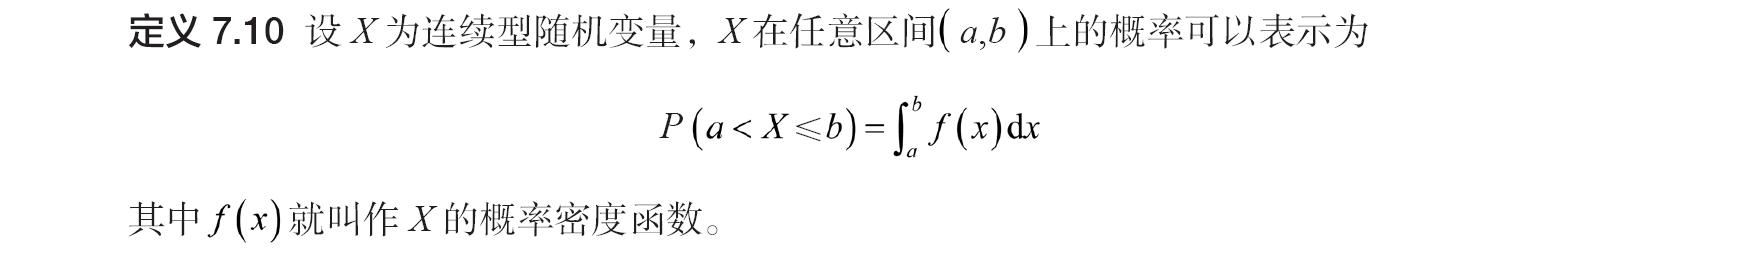 定义 7.10 设 X 为连续型随机变量，X 在任意区间( a,b )上的概率可以表示为
P(a < X ⩽ b) = ∫_a^b f(x)dx
其中 f(x) 就叫作 X 的概率密度函数。